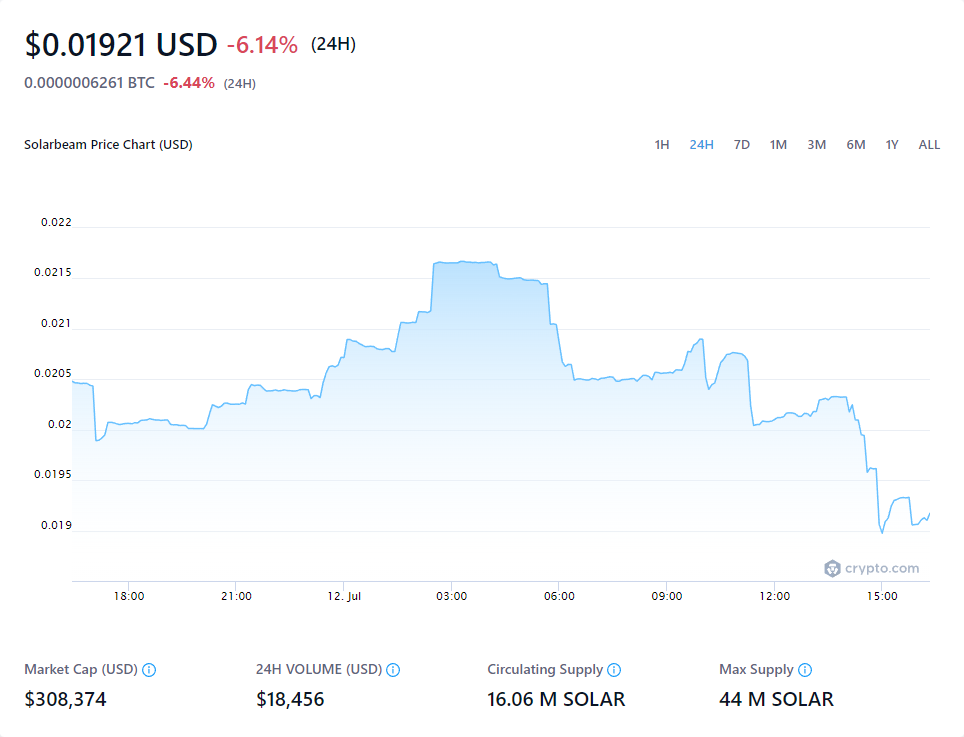 $0.01921 USD -6.14% (24H)
0.0000006261 BTC -6.44% (24H)
Solarbeam Price Chart (USD) 1H 24H 7D 1M 3M 6M 1Y ALL
0.022
0.0215
0.021
0.0205
0.02
0.0195
0.019
crypto.com
18:00 21:00 12. Jul 03:00 06:00 09:00 12:00 15:00
Market Cap (USD) 24H VOLUME (USD) Circulating Supply Max Supply
$308,374 $18,456 16.06 M SOLAR 44 M SOLAR